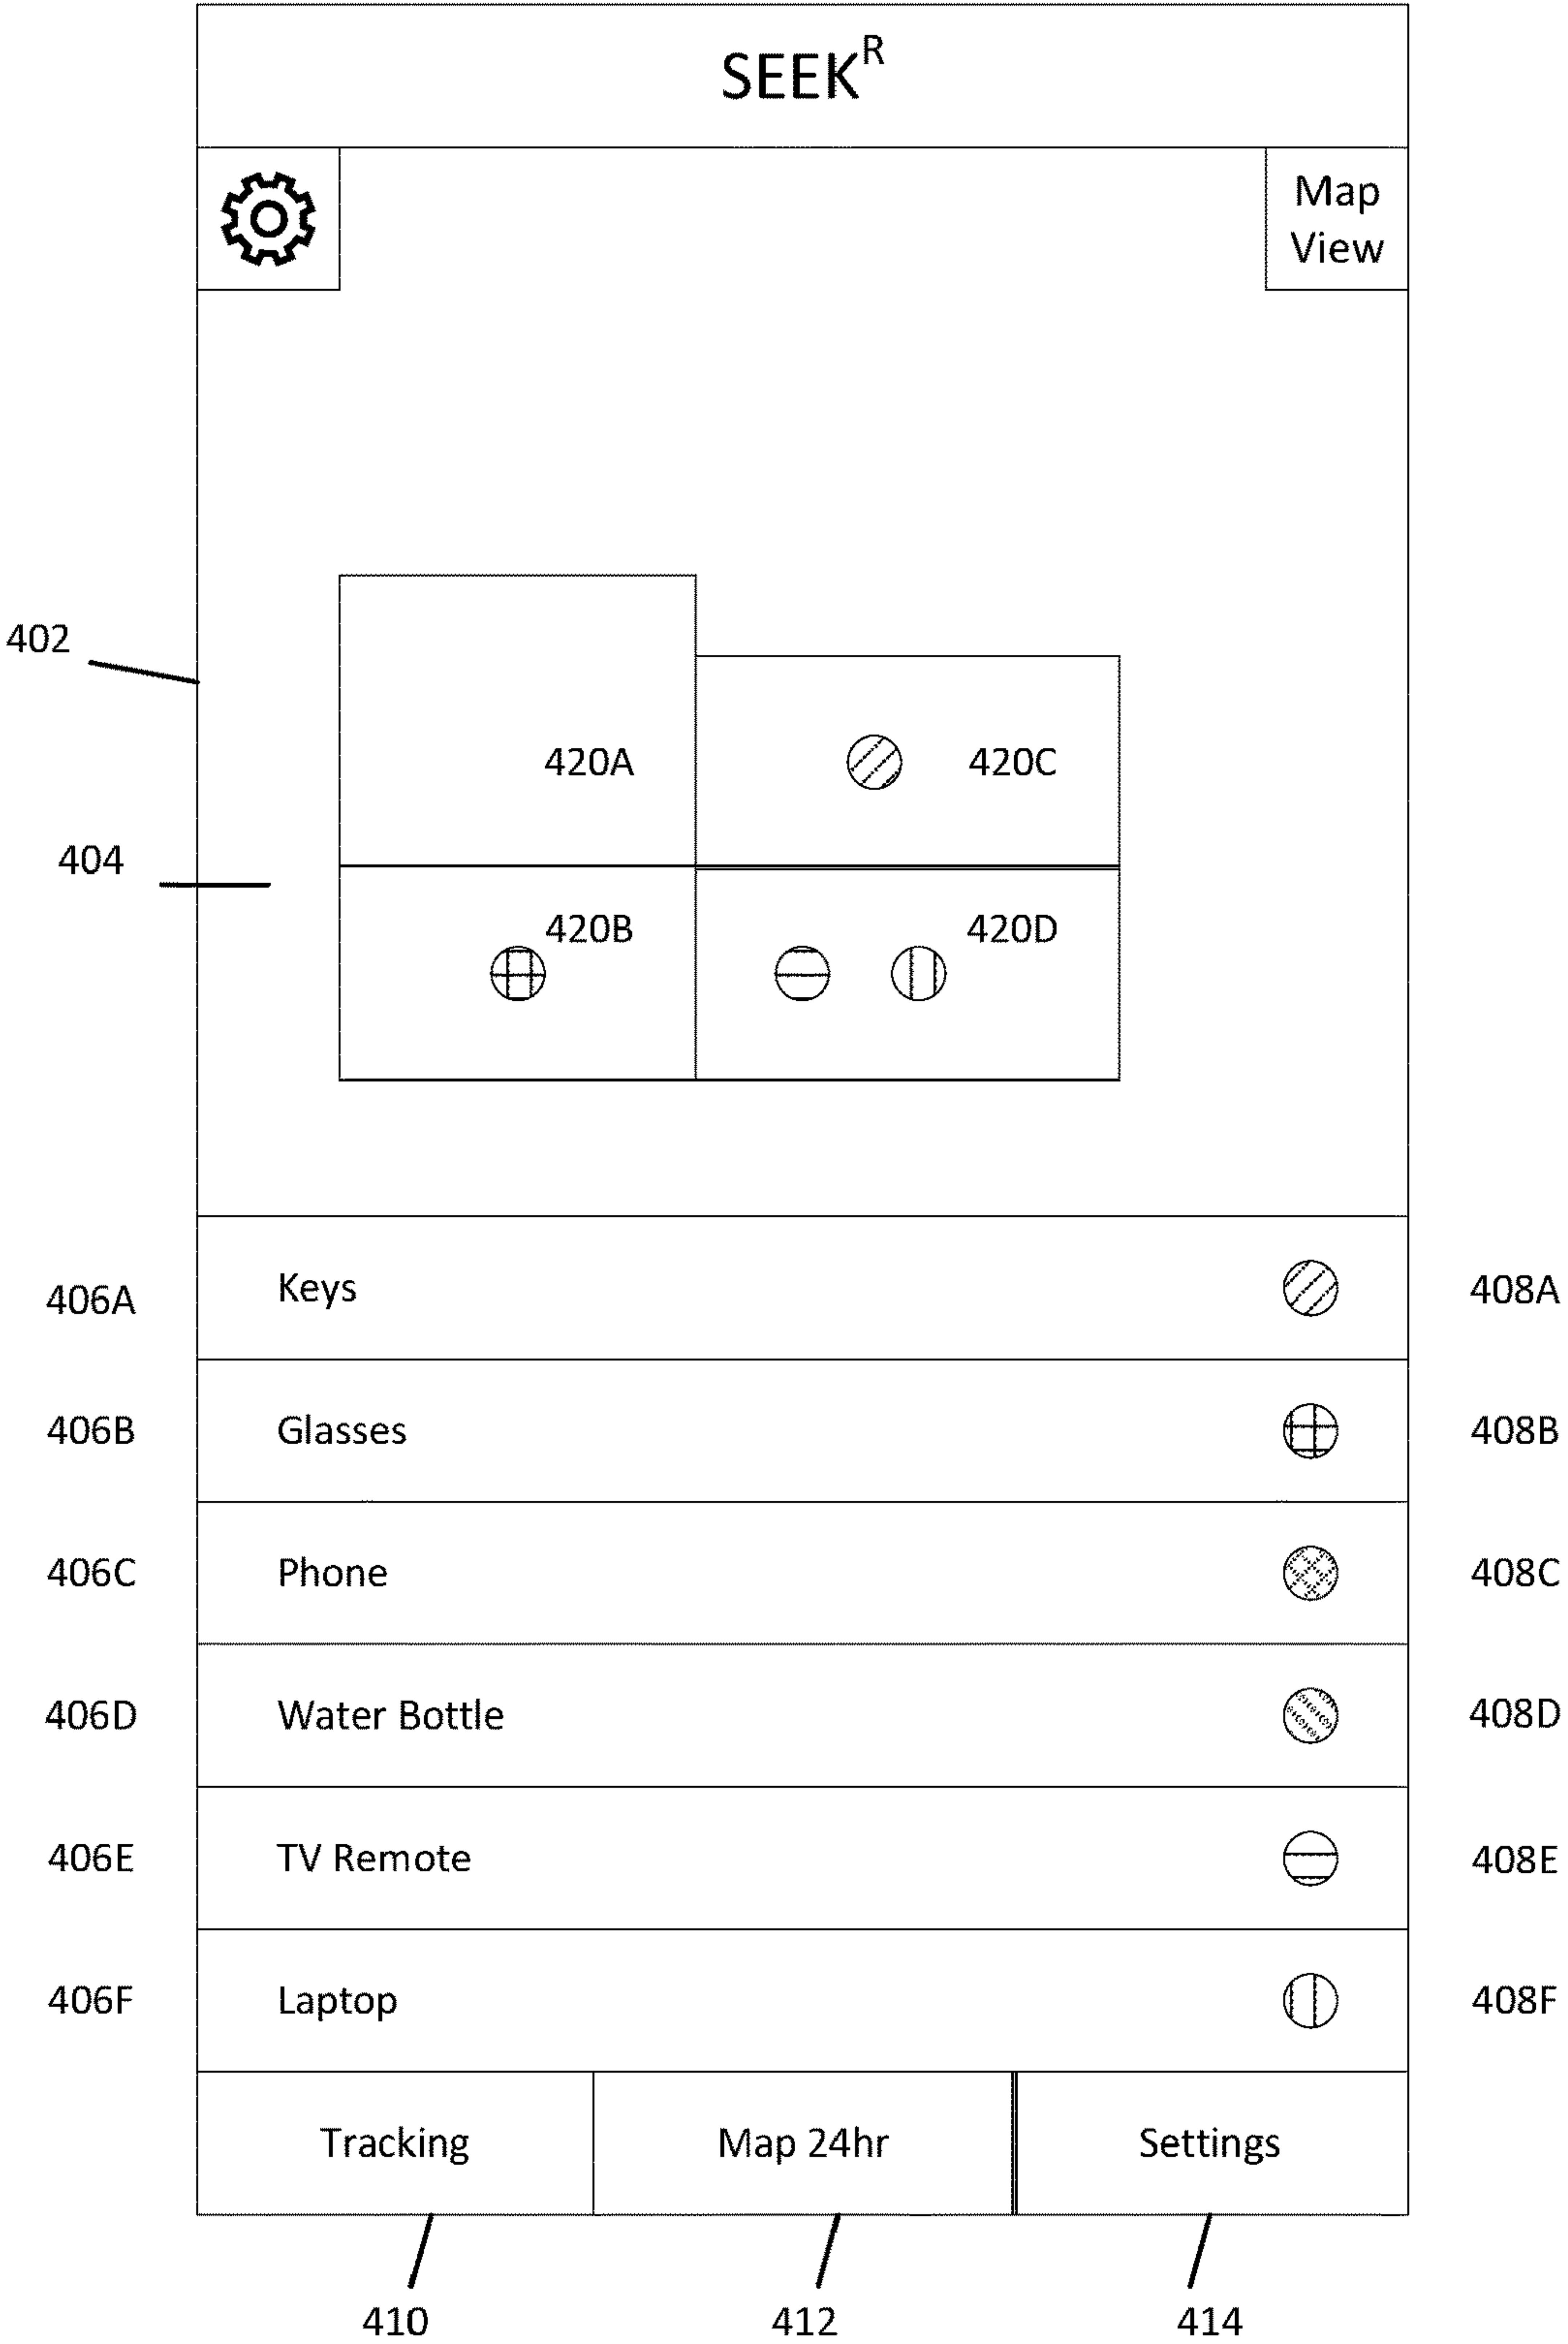 SEEKR
Map
View
402
420A
420C
404
420B
420D
406A
Keys
408A
406B
Glasses
408B
406C
Phone
408C
406D
Water Bottle
408D
406E
TV Remote
408E
406F
Laptop
408F
Tracking
Map 24hr
Settings
410
412
414